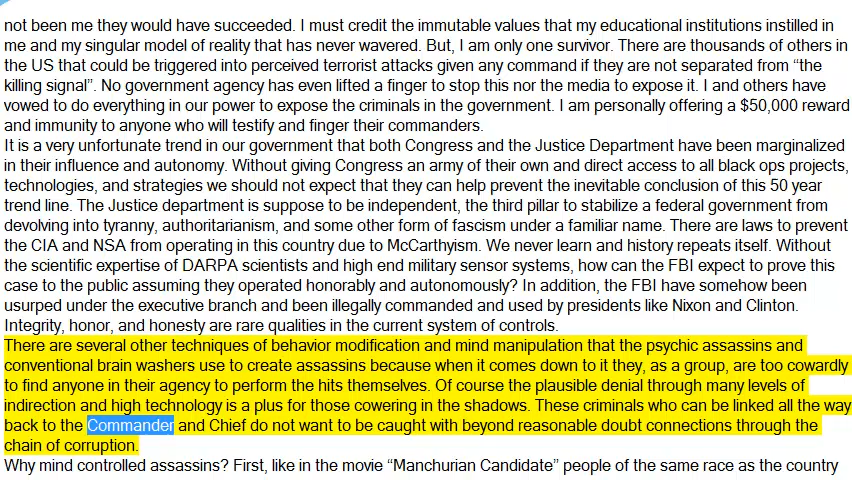 not been me they would have succeeded. I must credit the immutable values that my educational institutions instilled in
me and my singular model of reality that has never wavered. But, I am only one survivor. There are thousands of others in
the US that could be triggered into perceived terrorist attacks given any command if they are not separated from “the
killing signal”. No government agency has even lifted a finger to stop this nor the media to expose it. I and others have
vowed to do everything in our power to expose the criminals in the government. I am personally offering a $50,000 reward
and immunity to anyone who will testify and finger their commanders.
It is a very unfortunate trend in our government that both Congress and the Justice Department have been marginalized
in their influence and autonomy. Without giving Congress an army of their own and direct access to all black ops projects,
technologies, and strategies we should not expect that they can help prevent the inevitable conclusion of this 50 year
trend line. The Justice department is suppose to be independent, the third pillar to stabilize a federal government from
devolving into tyranny, authoritarianism, and some other form of fascism under a familiar name. There are laws to prevent
the CIA and NSA from operating in this country due to McCarthyism. We never learn and history repeats itself. Without
the scientific expertise of DARPA scientists and high end military sensor systems, how can the FBI expect to prove this
case to the public assuming they operated honorably and autonomously? In addition, the FBI have somehow been
usurped under the executive branch and been illegally commanded and used by presidents like Nixon and Clinton.
Integrity, honor, and honesty are rare qualities in the current system of controls.
There are several other techniques of behavior modification and mind manipulation that the psychic assassins and
conventional brain washers use to create assassins because when it comes down to it they, as a group, are too cowardly
to find anyone in their agency to perform the hits themselves. Of course the plausible denial through many levels of
indirection and high technology is a plus for those cowering in the shadows. These criminals who can be linked all the way
back to the Commander and Chief do not want to be caught with beyond reasonable doubt connections through the
chain of corruption.
Why mind controlled assassins? First, like in the movie “Manchurian Candidate” people of the same race as the country